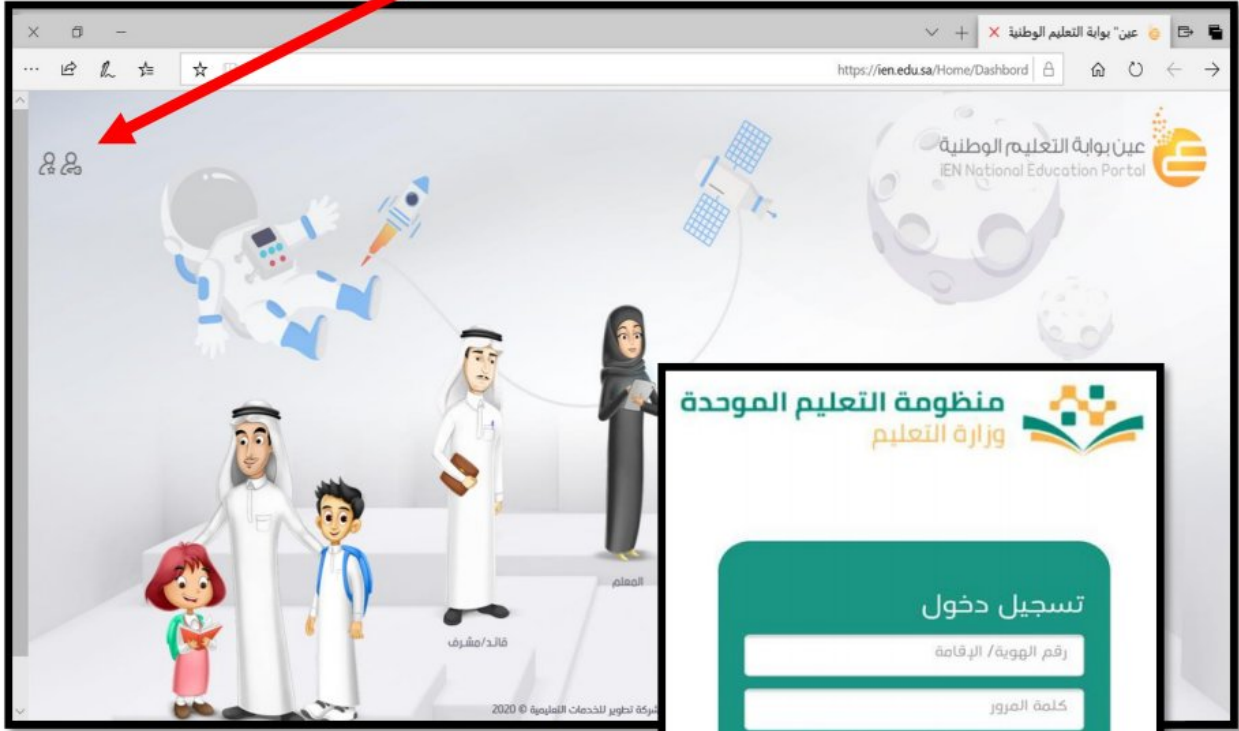 عين" بوابة التعليم الوطنية
https://ien.edu.sa/Home/Dashbord
عين بوابة التعليم الوطنية
iEN National Education Portal
المعلم
قائد/مشرف
شركة تطوير للخدمات التعليمية © 2020
منظومة التعليم الموحدة
وزارة التعليم
تسجيل دخول
رقم الهوية/ الإقامة
كلمة المرور